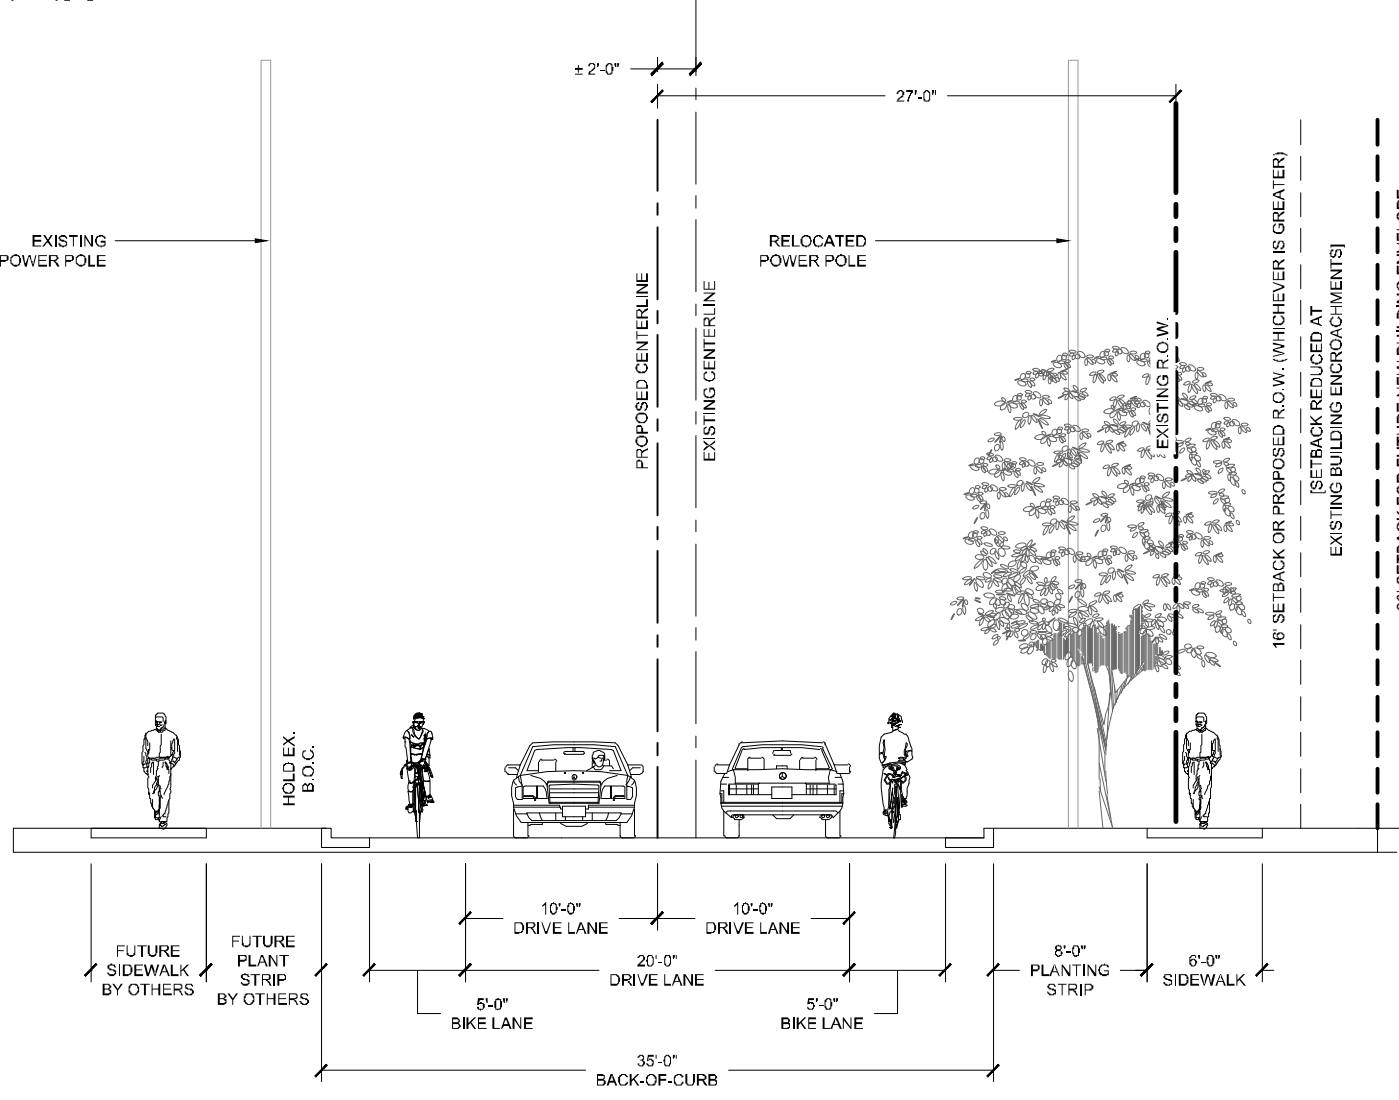 ± 2'-0"
27'-0"
EXISTING
POWER POLE
RELOCATED
POWER POLE
PROPOSED CENTERLINE
EXISTING CENTERLINE
EXISTING R.O.W.
16' SETBACK OR PROPOSED R.O.W. (WHICHEVER IS GREATER)
[SETBACK REDUCED AT
EXISTING BUILDING ENCROACHMENTS]
HOLD EX.
B.O.C.
10'-0"
DRIVE LANE
10'-0"
DRIVE LANE
FUTURE
SIDEWALK
BY OTHERS
FUTURE
PLANT
STRIP
BY OTHERS
20'-0"
DRIVE LANE
8'-0"
PLANTING
STRIP
6'-0"
SIDEWALK
5'-0"
BIKE LANE
5'-0"
BIKE LANE
35'-0"
BACK-OF-CURB